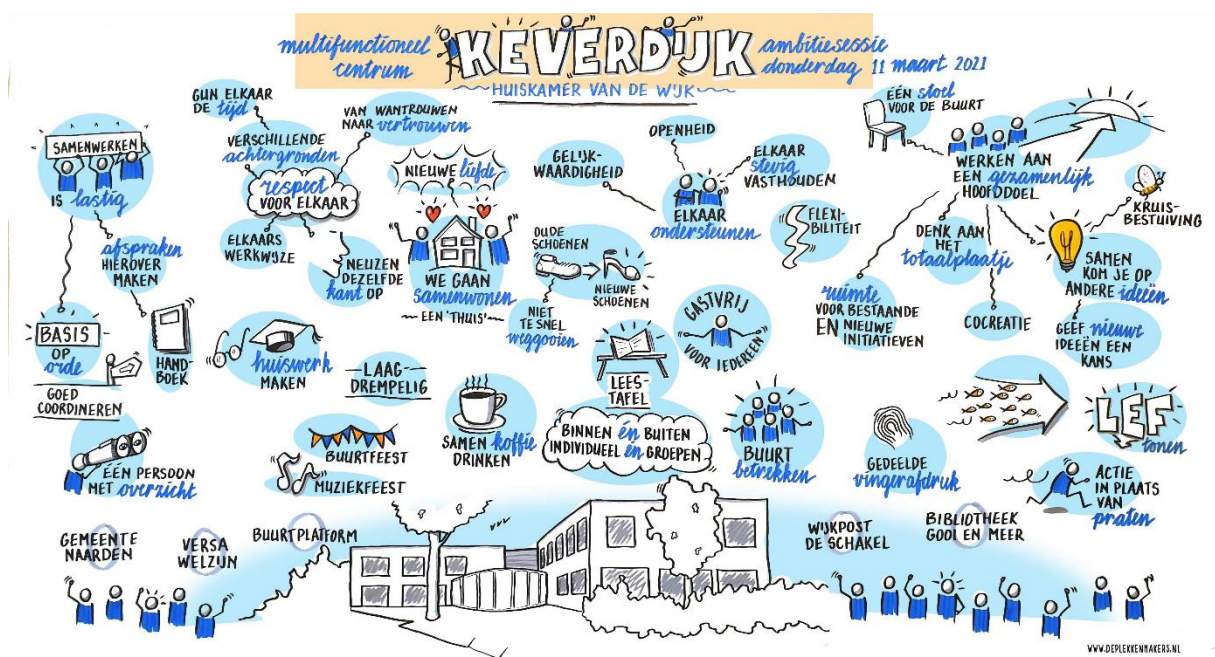 multifunctioneel
centrum
KEVERDIJK
ambitiesessie
donderdag 11 maart 2021
HUISKAMER VAN DE WIJK
GUN ELKAAR
DE tijd
VAN WANTROUWEN
NAAR vertrouwen
VERSCHILLENDE
achtergronden
respect
VOOR ELKAAR
ELKAARS
WERKWIJZE
NEUZEN
DEZELFDE
kant OP
SAMENWERKEN
IS lastig
afspraken
HIEROVER
MAKEN
BASIS
OP
orde
HAND-
BOEK
GOED
COORDINEREN
NIEUWE liefde
WE GAAN
samenwonen
EEN 'THUIS'
GELIJK-
WAARDIGHEID
OPENHEID
ELKAAR
stevig
VASTHOUDEN
ELKAAR
ondersteunen
OUDE
SCHOENEN
NIEUWE
SCHOENEN
NIET
TE SNEL
weggooien
FLEXI-
BILITEIT
ÉÉN stoel
VOOR DE BUURT
WERKEN AAN
EEN gezamenlijk
HOOFDDOEL
KRUIS-
BESTUIVING
DENK AAN
HET
totaalplaatje
SAMEN
KOM JE OP
ANDERE ideeën
ruimte
VOOR BESTAANDE
EN NIEUWE
INITIATIEVEN
COCREATIE
GEEF nieuwe
IDEEËN EEN
KANS
huiswerk
MAKEN
LAAG-
DREMPELIG
GASTVRIJ
VOOR IEDEREEN
LEES-
TAFEL
SAMEN koffie
DRINKEN
BINNEN én BUITEN
INDIVIDUEEL én GROEPEN
BUURT
betrekken
GEDEELDE
vingerafdruk
LEF
tonen
ÉÉN PERSOON
MET overzicht
BUURTFEEST
MUZIEKFEEST
ACTIE
IN PLAATS
VAN
praten
GEMEENTE
NAARDEN
VERSA
WELZIJN
BUURTPLATFORM
WIJKPOST
DE SCHAKEL
BIBLIOTHEEK
GOOI EN MEER
WWW.DEPLEKKENMAKERS.NL